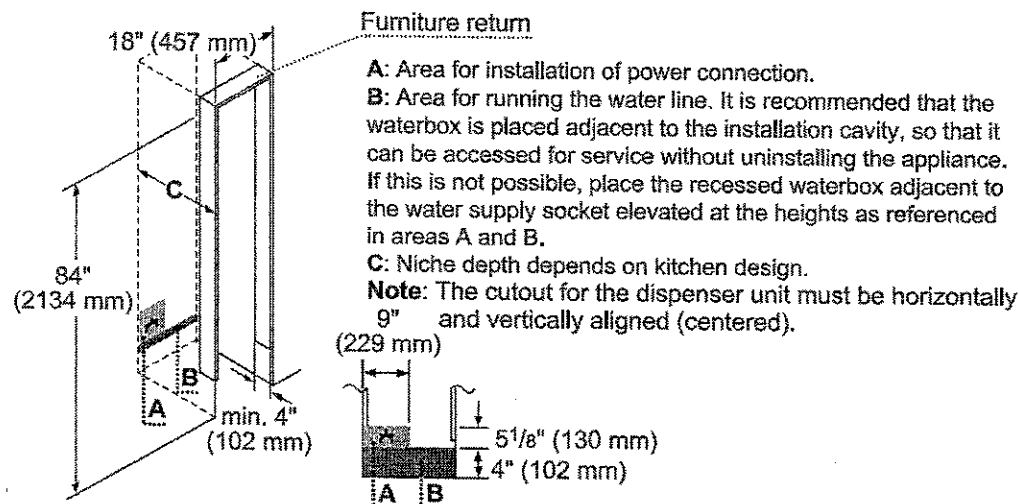 Furniture return
18" (457 mm)
A: Area for installation of power connection.
B: Area for running the water line. It is recommended that the
waterbox is placed adjacent to the installation cavity, so that it
can be accessed for service without uninstalling the appliance.
If this is not possible, place the recessed waterbox adjacent to
the water supply socket elevated at the heights as referenced
in areas A and B.
C: Niche depth depends on kitchen design.
Note: The cutout for the dispenser unit must be horizontally
and vertically aligned (centered).
C
84"
(2134 mm)
B
A
min. 4"
(102 mm)
9"
(229 mm)
5 1/8" (130 mm)
4" (102 mm)
A
B